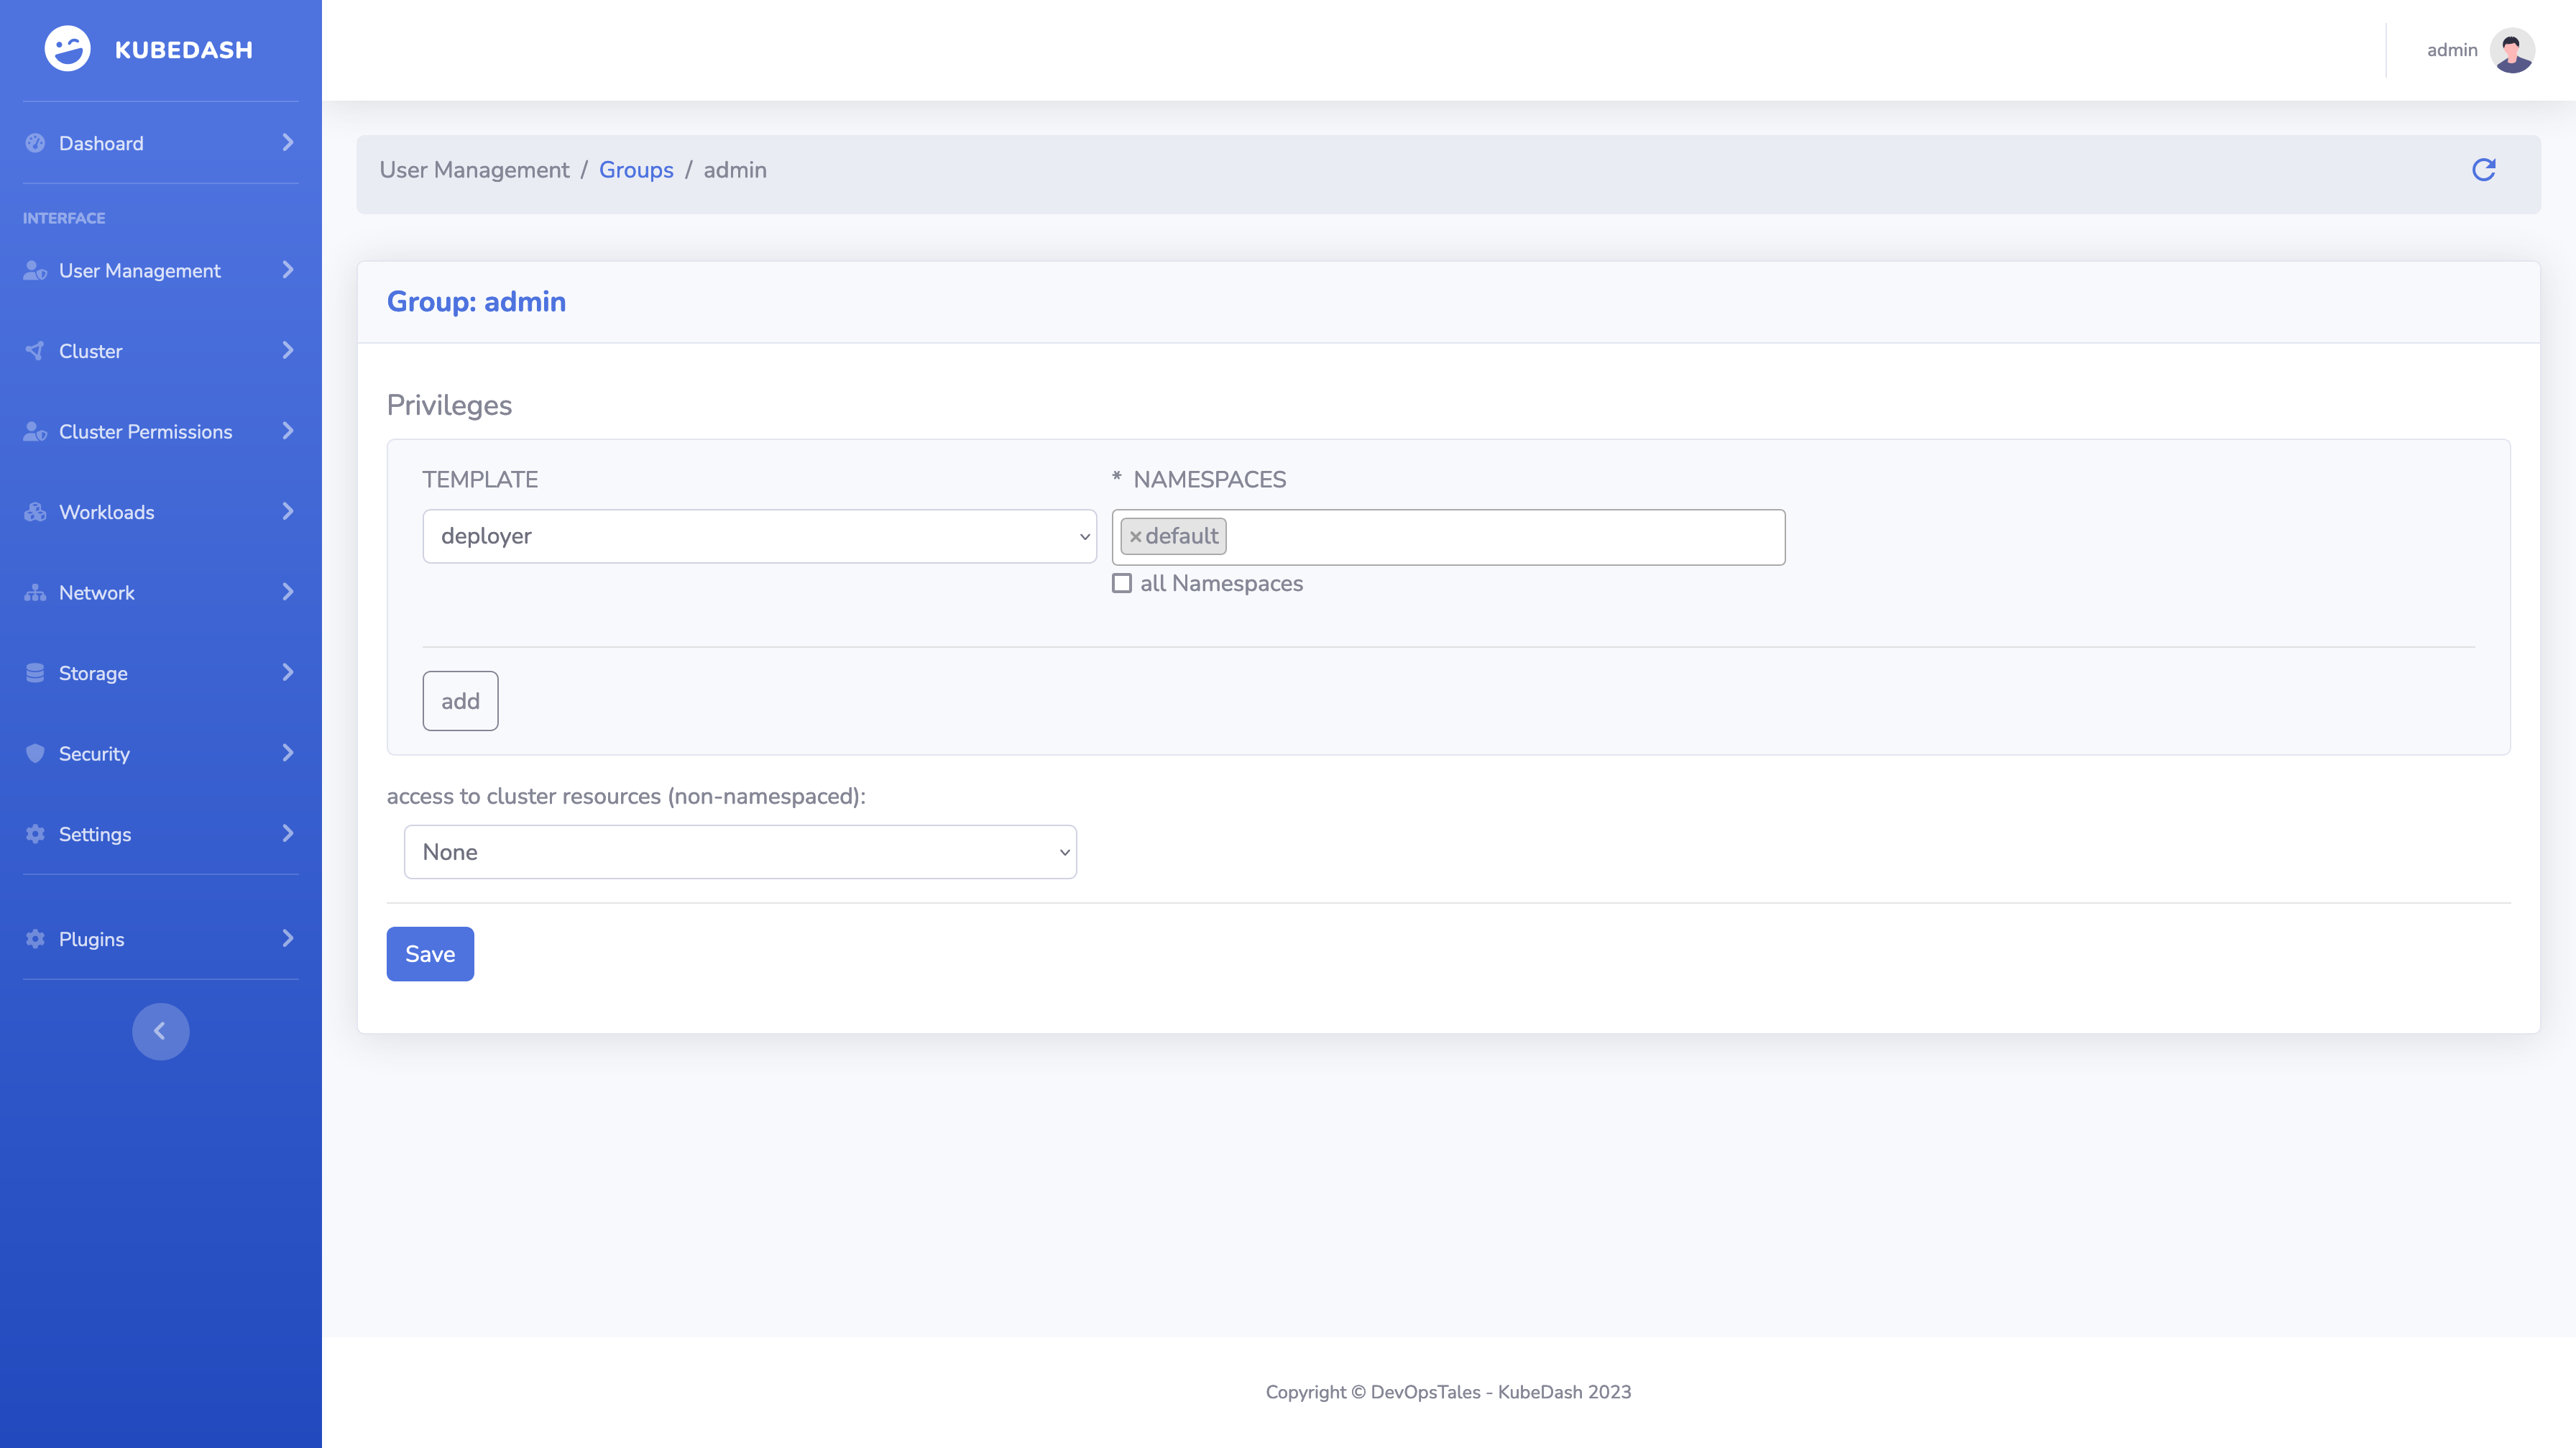 KUBEDASH
admin
Dashoard
INTERFACE
User Management
Cluster
Cluster Permissions
Workloads
Network
Storage
Security
Settings
Plugins
User Management / Groups / admin
Group: admin
Privileges
TEMPLATE
* NAMESPACES
deployer
×default
all Namespaces
add
access to cluster resources (non-namespaced):
None
Save
Copyright © DevOpsTales - KubeDash 2023